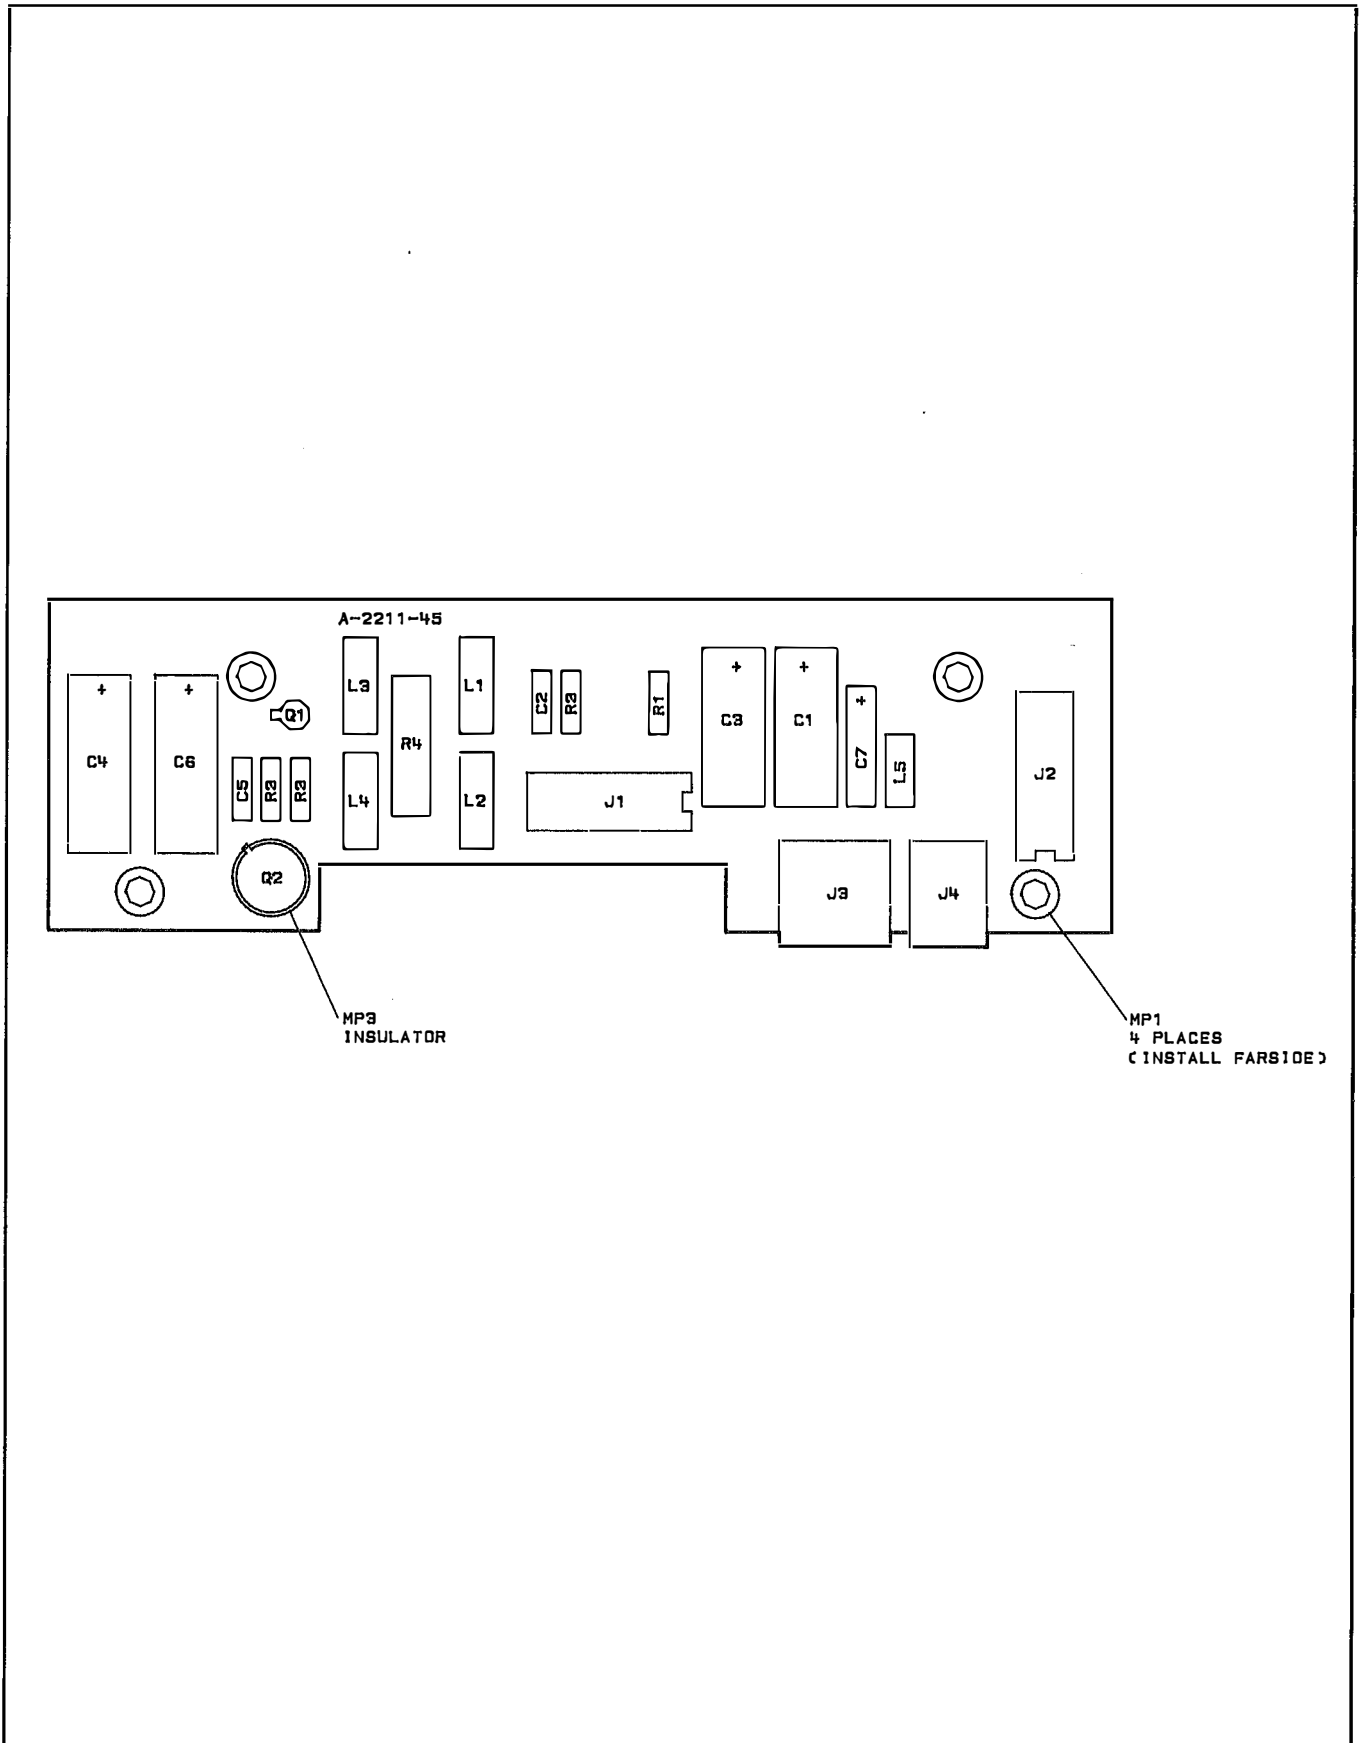 A-2211-45
+ +
L3 L1
+ +
C2 R3 R1
+
Q1
C3 C1
R4
C4 C6
C7 L5
J2
C5 R3 R3
L4 L2 J1
Q2
J3 J4
MP3
INSULATOR
MP1
4 PLACES
(INSTALL FARSIDE)